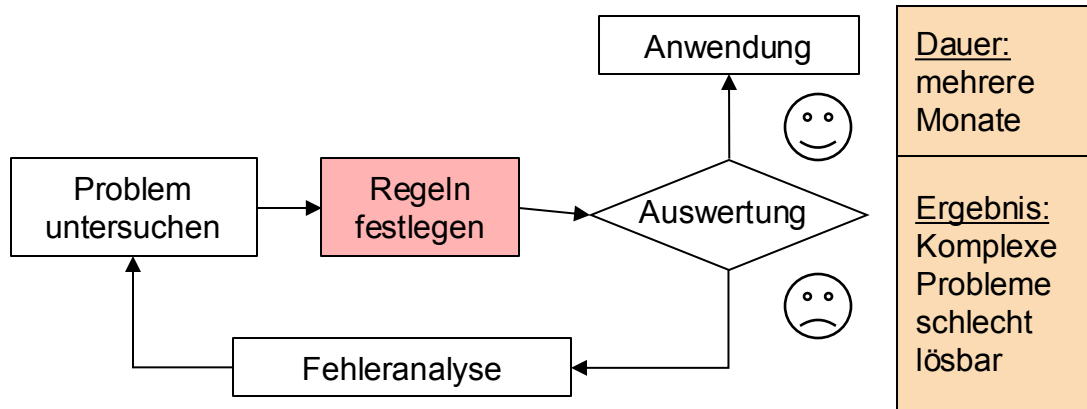 Anwendung
Problem
untersuchen
Regeln
festlegen
Auswertung
Fehleranalyse
Dauer:
mehrere
Monate
Ergebnis:
Komplexe
Probleme
schlecht
lösbar